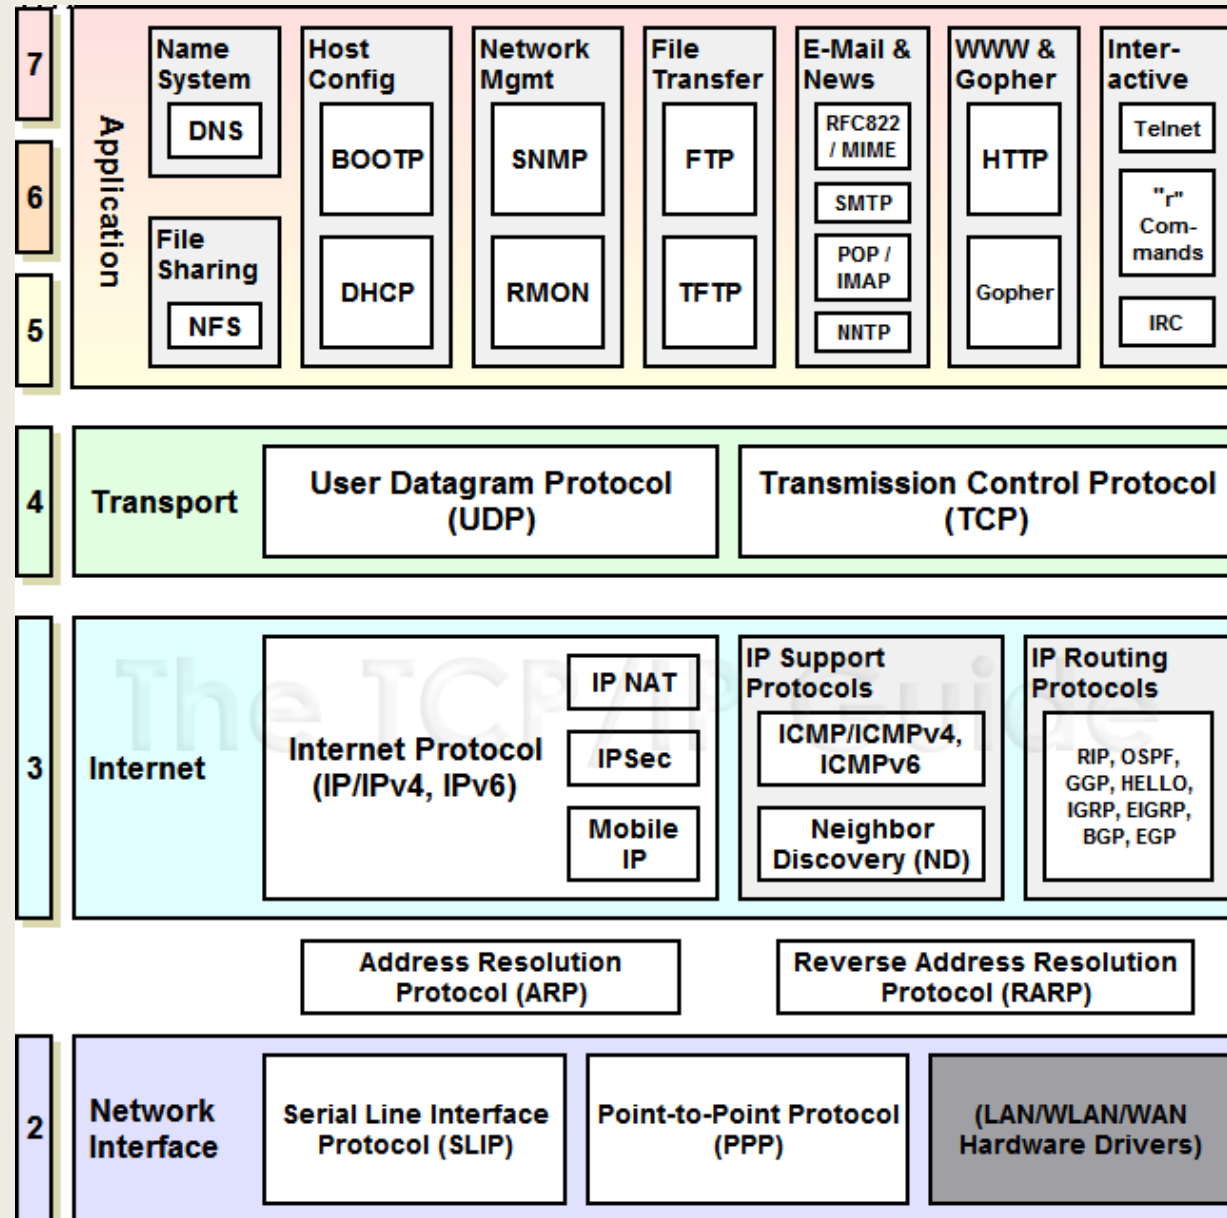 7
6
5
Application
Name
System
DNS
File
Sharing
NFS
Host
Config
BOOTP
DHCP
Network
Mgmt
SNMP
RMON
File
Transfer
FTP
TFTP
E-Mail &
News
RFC822
/ MIME
SMTP
POP /
IMAP
NNTP
WWW &
Gopher
HTTP
Gopher
Inter-
active
Telnet
"r"
Com-
mands
IRC
4
Transport
User Datagram Protocol
(UDP)
Transmission Control Protocol
(TCP)
The TCP/IP Guide
3
Internet
Internet Protocol
(IP/IPv4, IPv6)
IP NAT
IPSec
Mobile
IP
IP Support
Protocols
ICMP/ICMPv4,
ICMPv6
Neighbor
Discovery (ND)
IP Routing
Protocols
RIP, OSPF,
GGP, HELLO,
IGRP, EIGRP,
BGP, EGP
Address Resolution
Protocol (ARP)
Reverse Address Resolution
Protocol (RARP)
2
Network
Interface
Serial Line Interface
Protocol (SLIP)
Point-to-Point Protocol
(PPP)
(LAN/WLAN/WAN
Hardware Drivers)